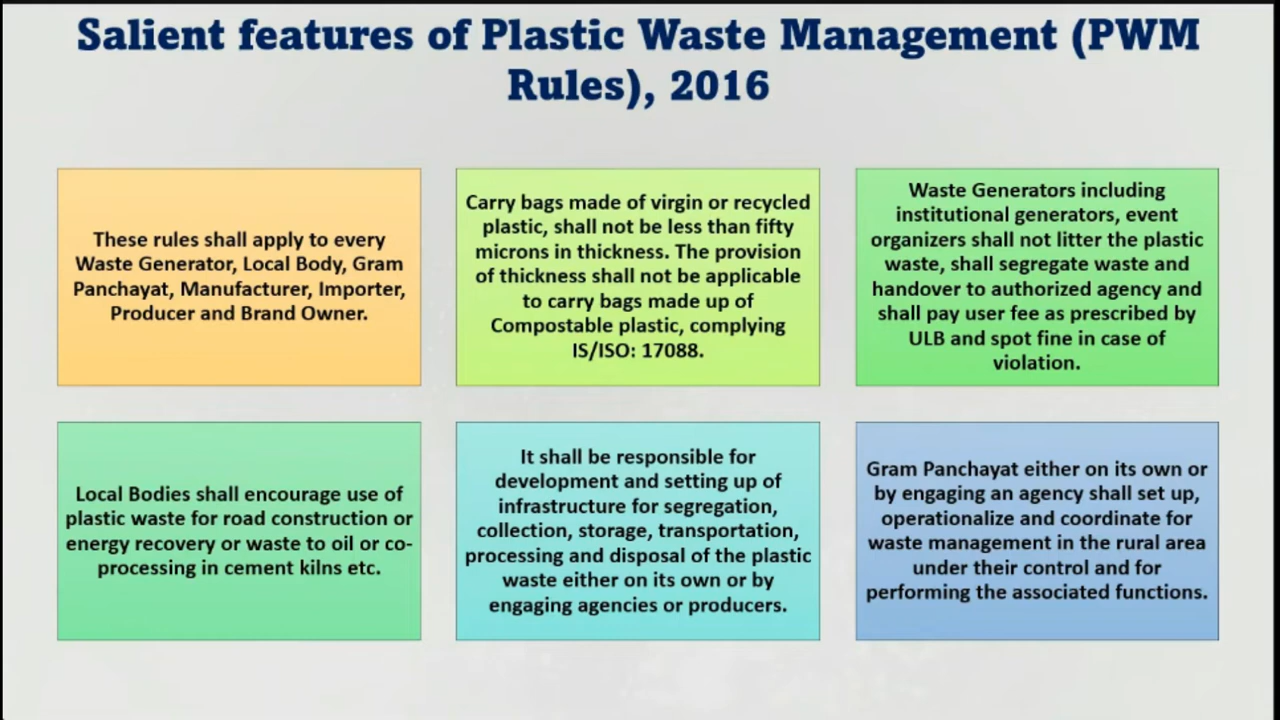 Salient features of Plastic Waste Management (PWM
Rules), 2016
These rules shall apply to every
Waste Generator, Local Body, Gram
Panchayat, Manufacturer, Importer,
Producer and Brand Owner.
Carry bags made of virgin or recycled
plastic, shall not be less than fifty
microns in thickness. The provision
of thickness shall not be applicable
to carry bags made up of
Compostable plastic, complying
IS/ISO: 17088.
Waste Generators including
institutional generators, event
organizers shall not litter the plastic
waste, shall segregate waste and
handover to authorized agency and
shall pay user fee as prescribed by
ULB and spot fine in case of
violation.
Local Bodies shall encourage use of
plastic waste for road construction or
energy recovery or waste to oil or co-
processing in cement kilns etc.
It shall be responsible for
development and setting up of
infrastructure for segregation,
collection, storage, transportation,
processing and disposal of the plastic
waste either on its own or by
engaging agencies or producers.
Gram Panchayat either on its own or
by engaging an agency shall set up,
operationalize and coordinate for
waste management in the rural area
under their control and for
performing the associated functions.